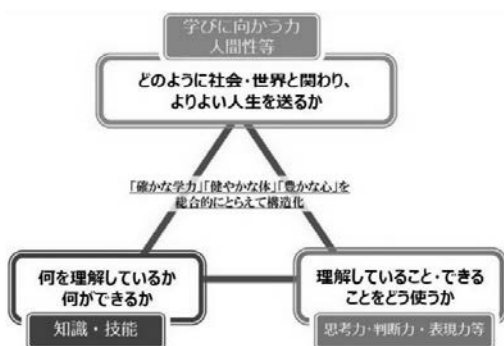 学びに向かう力
人間性等
どのように社会・世界と関わり、
よりよい人生を送るか
「確かな学力」「健やかな体」「豊かな心」を
総合的にとらえて構造化
何を理解しているか
何ができるか
知識・技能
理解していること・できる
ことをどう使うか
思考力・判断力・表現力等